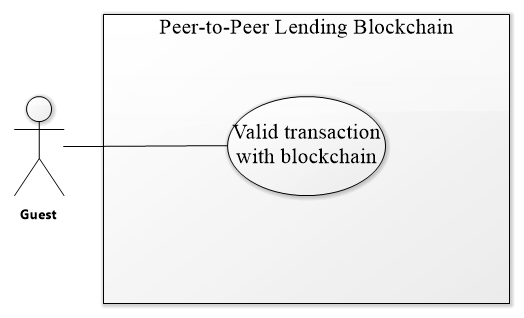 Peer-to-Peer Lending Blockchain
Valid transaction
with blockchain
Guest